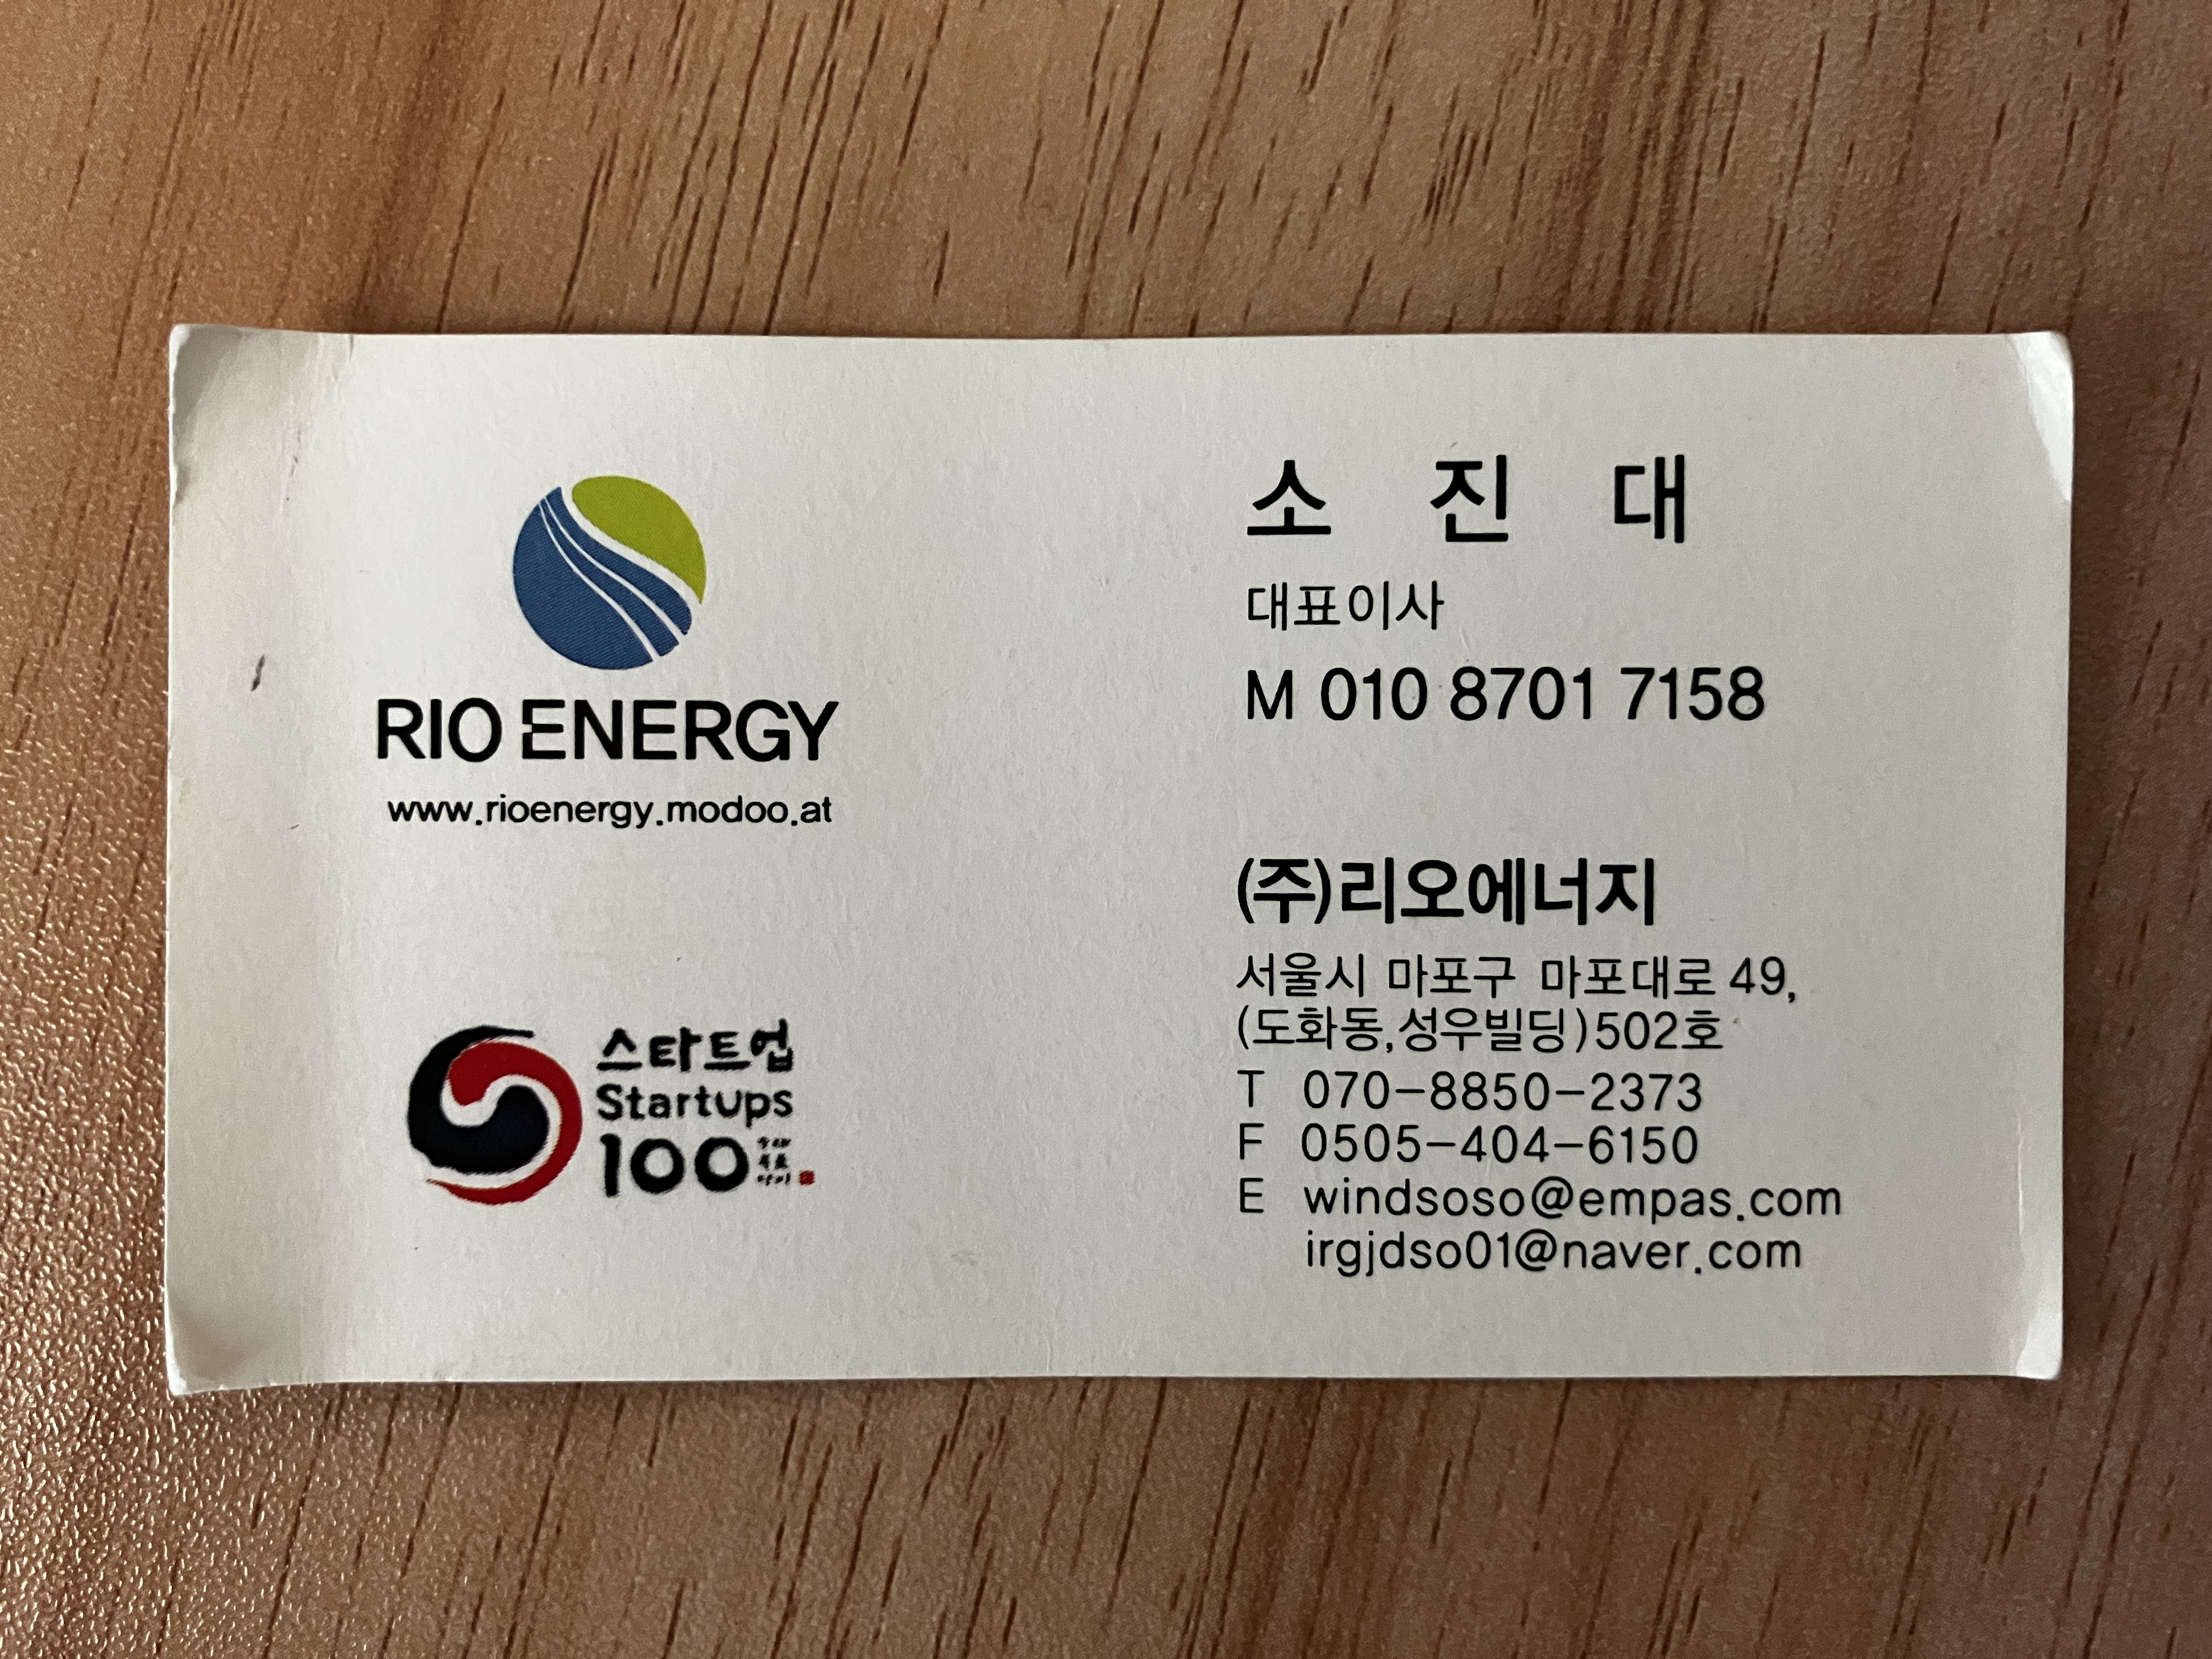 RIO ENERGY
www.rioenergy.modoo.at
스타트업
Startups
100
소 진 대
대표이사
M 010 8701 7158
(주)리오에너지
서울시 마포구 마포대로 49,
(도화동,성우빌딩)502호
T 070-8850-2373
F 0505-404-6150
E windsoso@empas.com
irgjdso01@naver.com